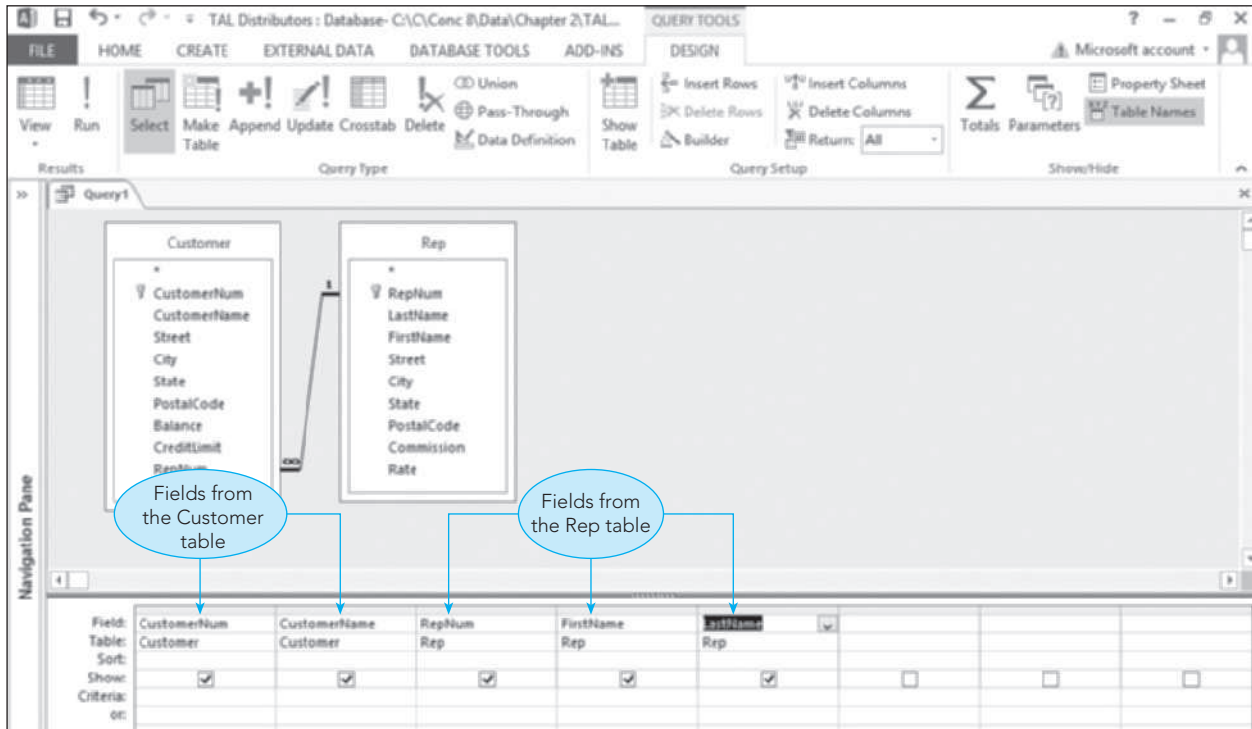 TAL Distributors : Database- C:\C\Conc 8\Data\Chapter 2\TAL...
QUERY TOOLS
?
FILE
HOME
CREATE
EXTERNAL DATA
DATABASE TOOLS
ADD-INS
DESIGN
Microsoft account
View
Run
Select
Make Table
Append
Update
Crosstab
Delete
Union
Pass-Through
Data Definition
Show Table
Insert Rows
Delete Rows
Builder
Insert Columns
Delete Columns
Return: All
Totals
Parameters
Property Sheet
Table Names
Results
Query Type
Query Setup
Show/Hide
Query1
Navigation Pane
Customer
*
CustomerNum
CustomerName
Street
City
State
PostalCode
Balance
CreditLimit
RepNum
1
∞
Rep
*
RepNum
LastName
FirstName
Street
City
State
PostalCode
Commission
Rate
Fields from
the Customer
table
Fields from
the Rep table
Field: CustomerNum CustomerName RepNum FirstName LastName
Table: Customer Customer Rep Rep Rep
Sort:
Show:
Criteria:
or: